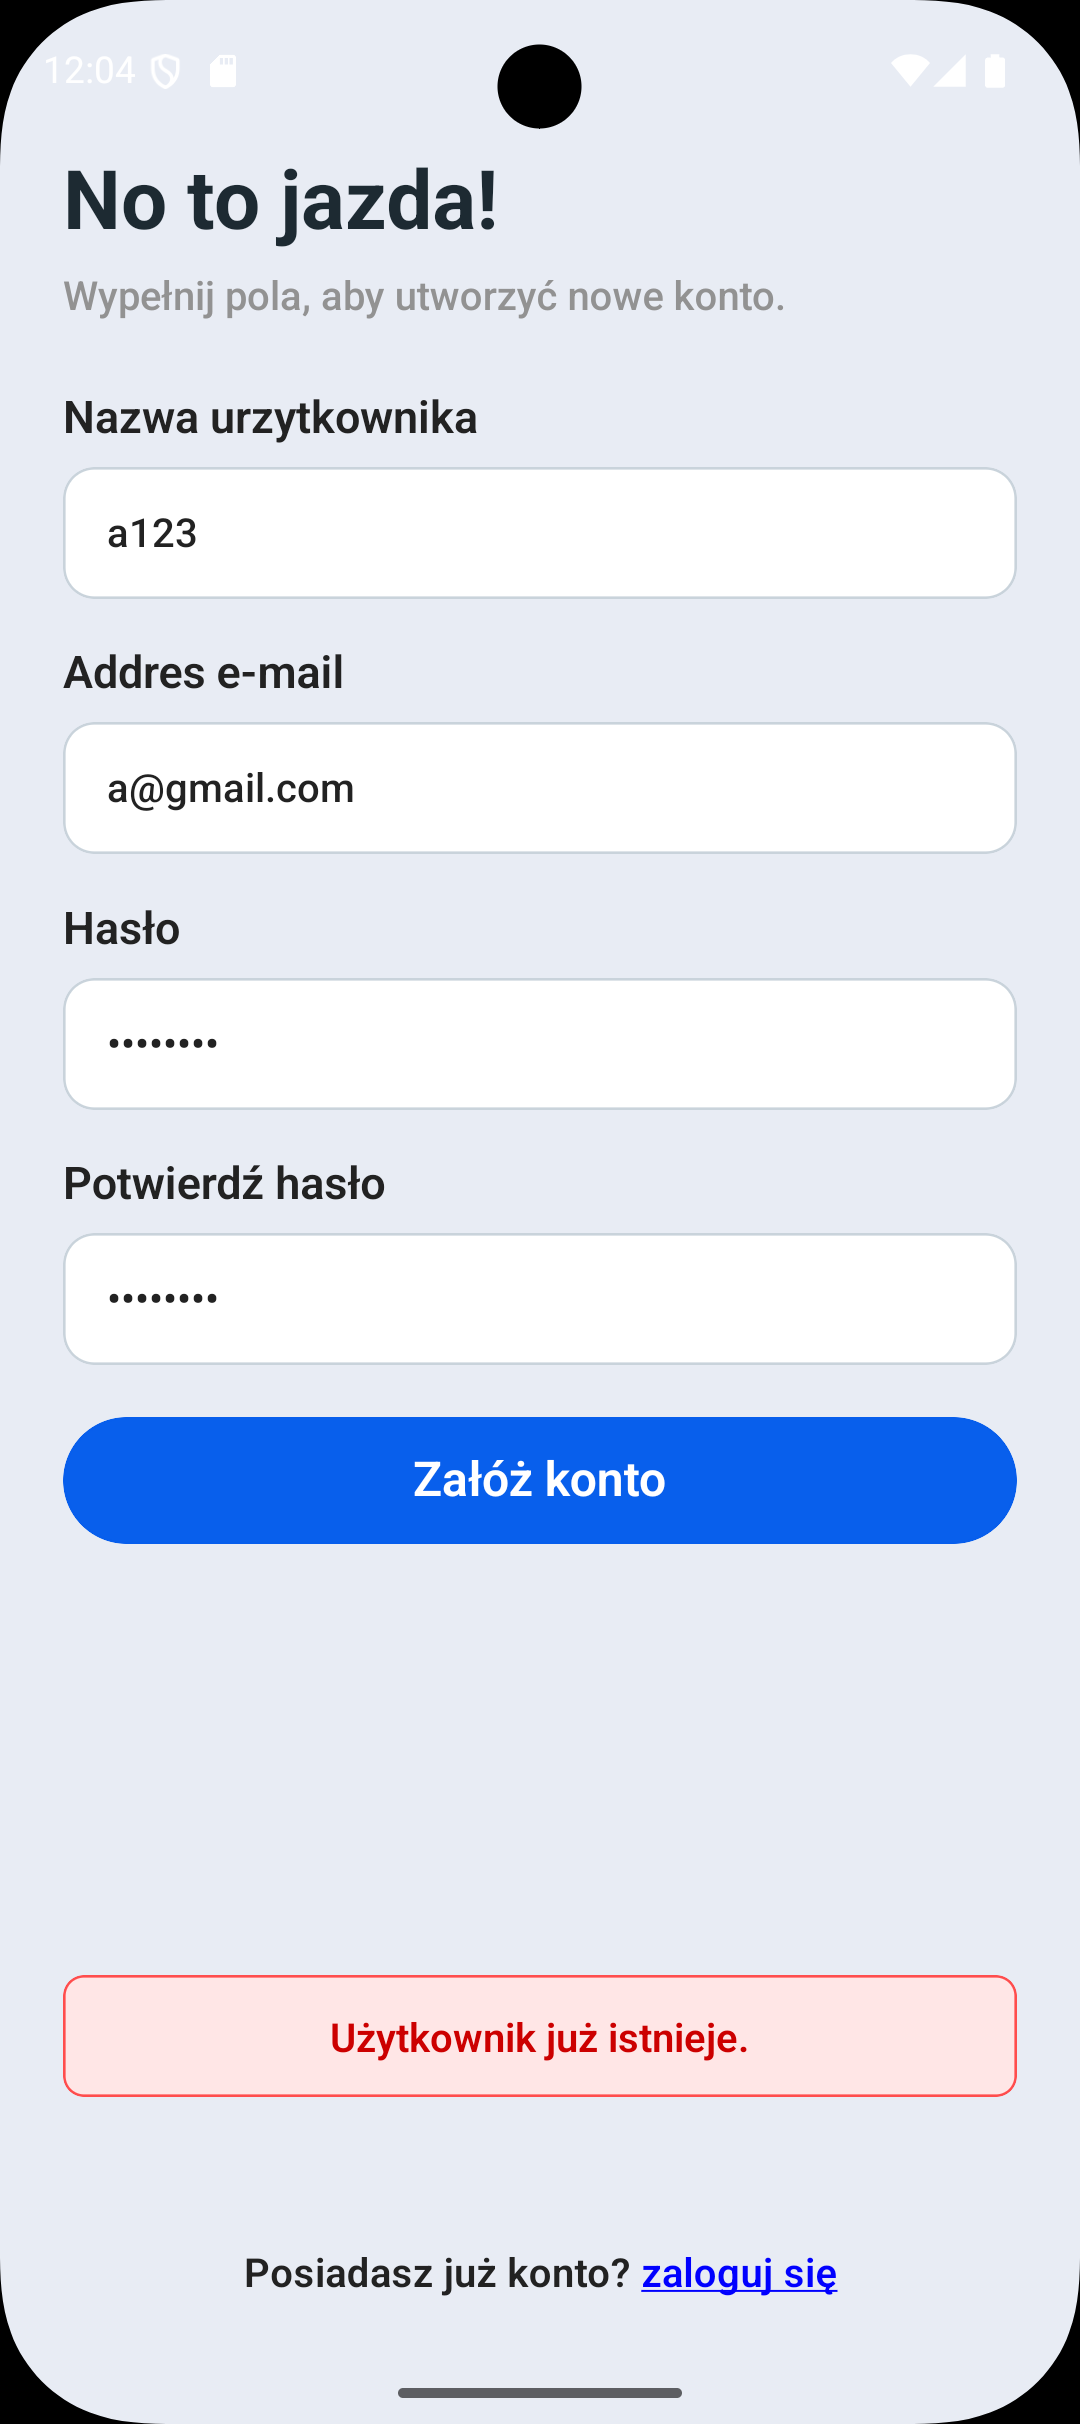 12:04
No to jazda!
Wypełnij pola, aby utworzyć nowe konto.
Nazwa urzytkownika
a123
Addres e-mail
a@gmail.com
Hasło
••••••••
Potwierdź hasło
••••••••
Załóż konto
Użytkownik już istnieje.
Posiadasz już konto? zaloguj się